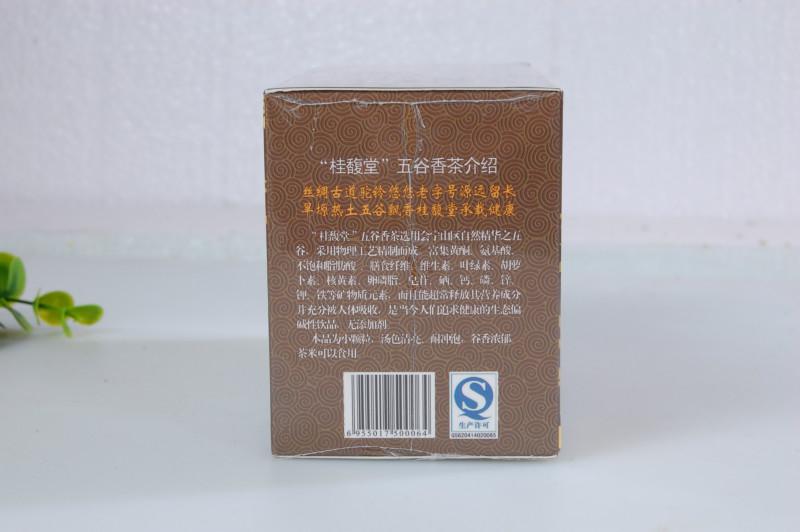 “桂馥堂”五谷香茶介绍
丝绸古道驼铃悠悠老字号源远留长
旱塬热土五谷飘香桂馥堂承载健康
“桂馥堂”五谷香茶选用会宁山区自然精华之五
谷，采用物理工艺精制而成，富集黄酮、氨基酸、
不饱和脂肪酸、膳食纤维、维生素、叶绿素、胡萝
卜素、核黄素、卵磷脂、皂苷、硒、钙、磷、锌、
钾、铁等矿物质元素，而且能超常释放其营养成分
并充分被人体吸收，是当今人们追求健康的生态偏
碱性饮品，无添加剂。
本品为小颗粒，汤色清亮，耐冲泡，谷香浓郁，
茶米可以食用。
6 955017 300064
QS
生产许可
QS620414020065